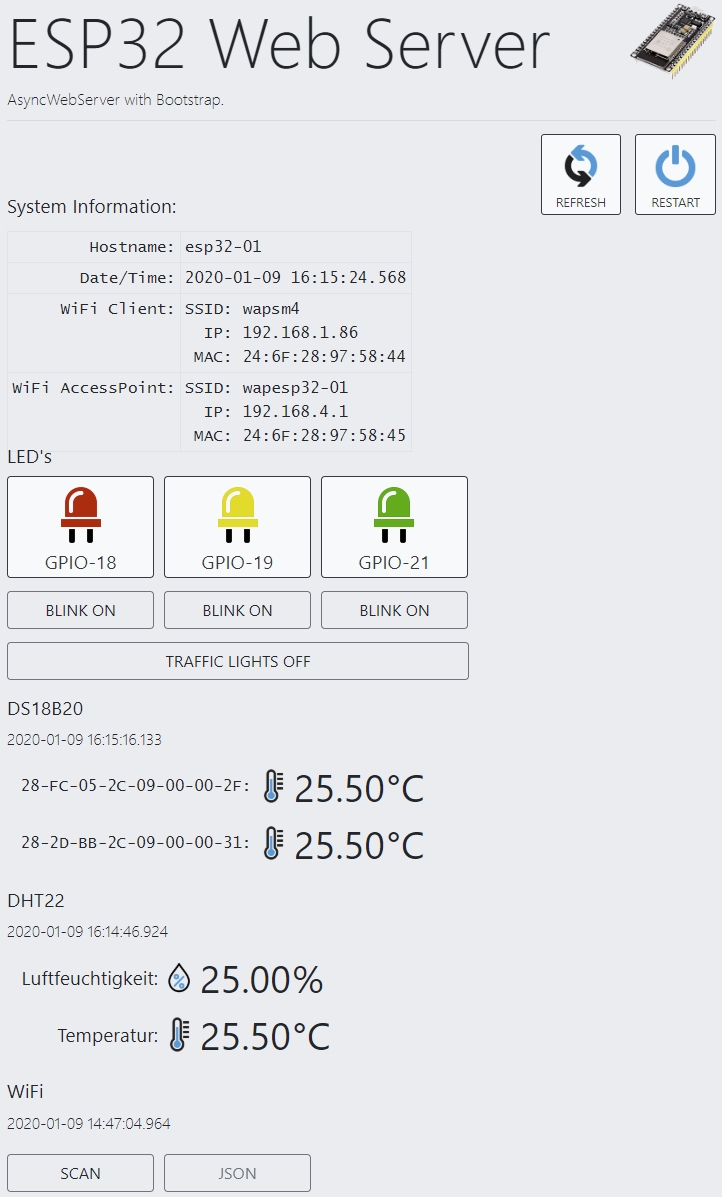 ESP32 Web Server
AsyncWebServer with Bootstrap.
REFRESH
RESTART
System Information:
Hostname: esp32-01
Date/Time: 2020-01-09 16:15:24.568
WiFi Client: SSID: wapsm4
IP: 192.168.1.86
MAC: 24:6F:28:97:58:44
WiFi AccessPoint: SSID: wapesp32-01
IP: 192.168.4.1
MAC: 24:6F:28:97:58:45
LED's
GPIO-18 GPIO-19 GPIO-21
BLINK ON BLINK ON BLINK ON
TRAFFIC LIGHTS OFF
DS18B20
2020-01-09 16:15:16.133
28-FC-05-2C-09-00-00-2F: 25.50°C
28-2D-BB-2C-09-00-00-31: 25.50°C
DHT22
2020-01-09 16:14:46.924
Luftfeuchtigkeit: % 25.00%
Temperatur: 25.50°C
WiFi
2020-01-09 14:47:04.964
SCAN JSON